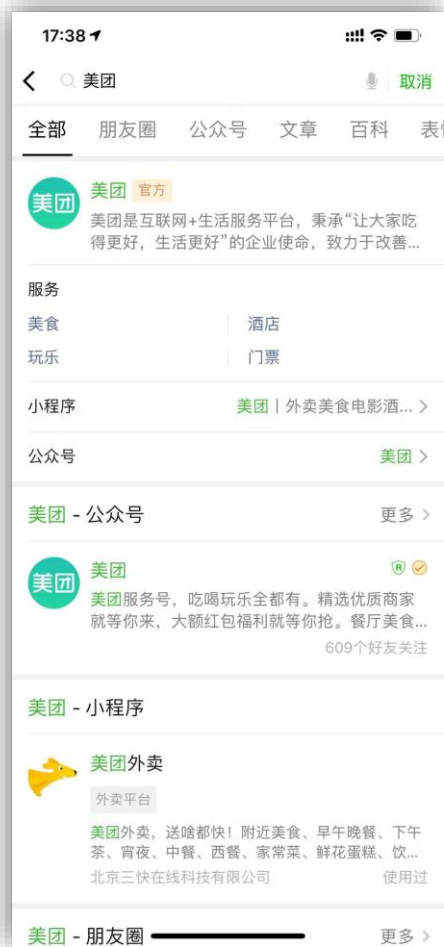 17:38
美团
取消
全部 朋友圈 公众号 文章 百科 表
美团
美团 官方
美团是互联网+生活服务平台，秉承“让大家吃
得更好，生活更好”的企业使命，致力于改善...
服务
美食 酒店
玩乐 门票
小程序 美团 | 外卖美食电影酒... >
公众号 美团 >
美团 - 公众号 更多 >
美团
美团 R
美团服务号，吃喝玩乐全都有。精选优质商家
就等你来，大额红包福利就等你抢。餐厅美食...
609个好友关注
美团 - 小程序
美团外卖
外卖平台
美团外卖，送啥都快！附近美食、早午晚餐、下午
茶、宵夜、中餐、西餐、家常菜、鲜花蛋糕、饮...
北京三快在线科技有限公司 使用过
美团 - 朋友圈 更多 >